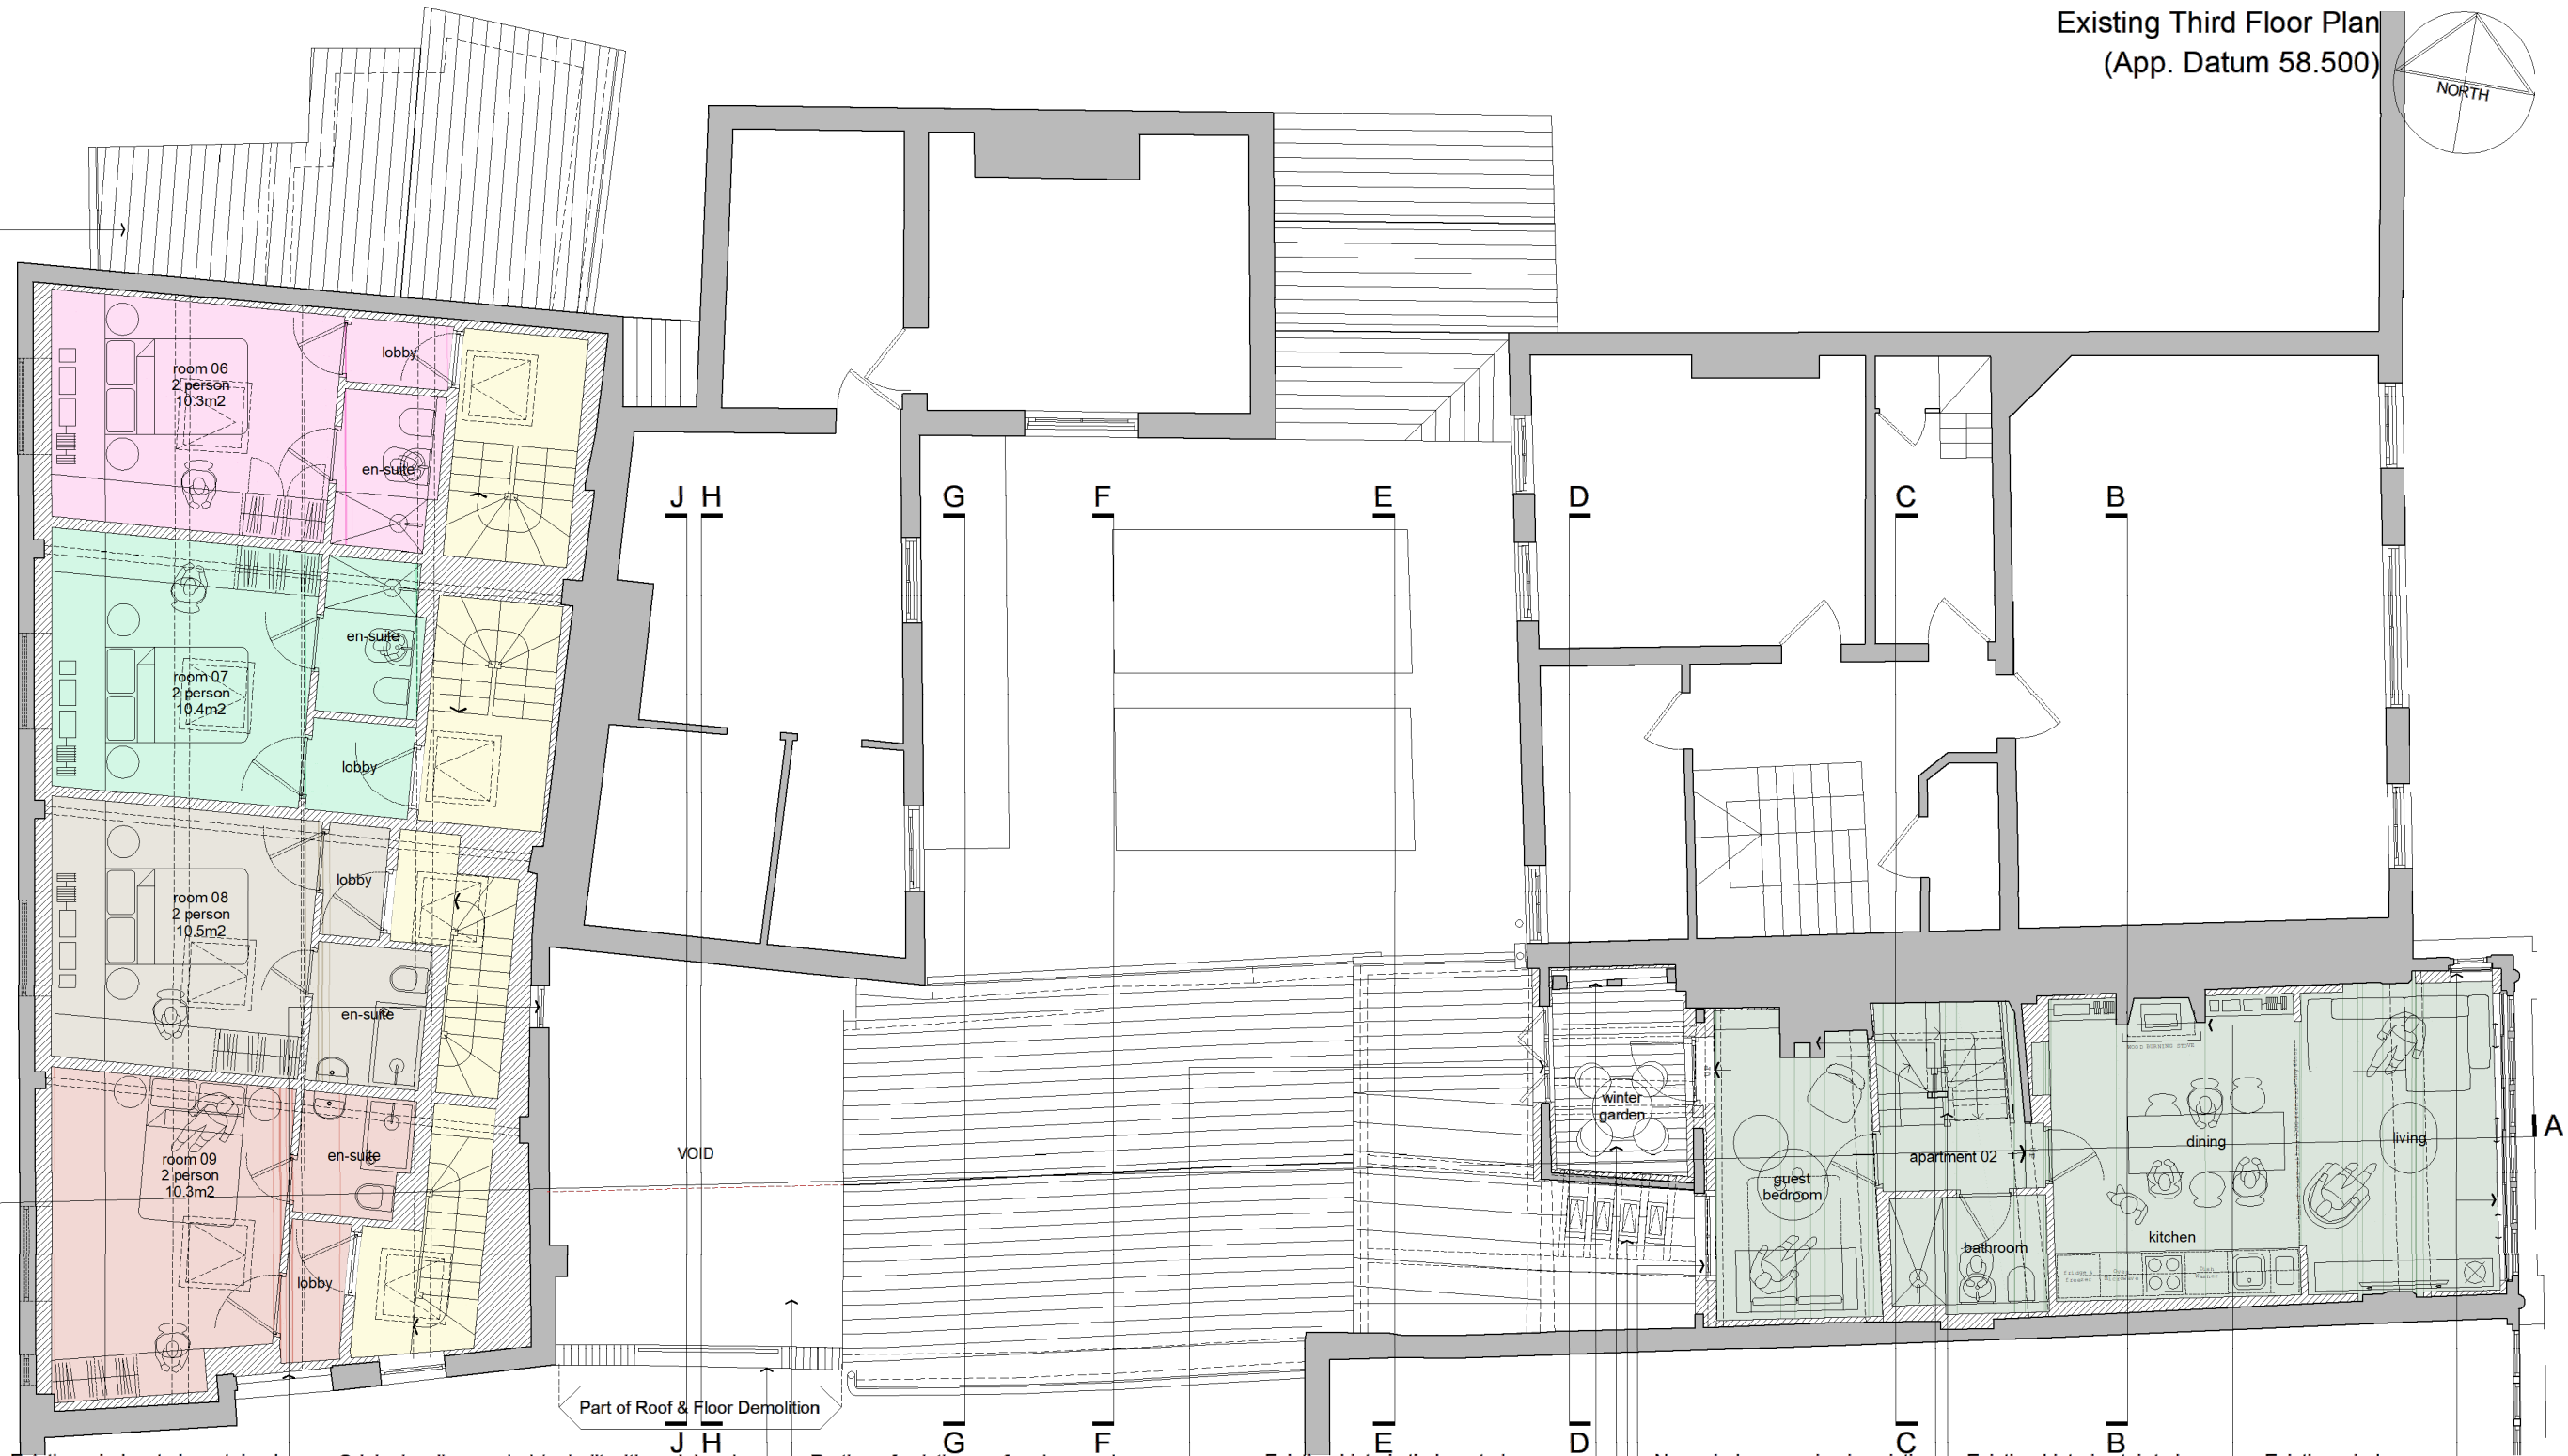 Existing Third Floor Plan
(App. Datum 58.500)
NORTH
room 06
2 person
10.3m2
lobby
en-suite
J H G F E D C B
room 07
2 person
10.4m2
en-suite
lobby
room 08
2 person
10.5m2
lobby
en-suite
room 09
2 person
10.3m2
en-suite
lobby
VOID
winter
garden
guest
bedroom
apartment 02
bathroom
WOOD BURNING STOVE
dining
kitchen
living
A
Part of Roof & Floor Demolition
J H G F E D C B